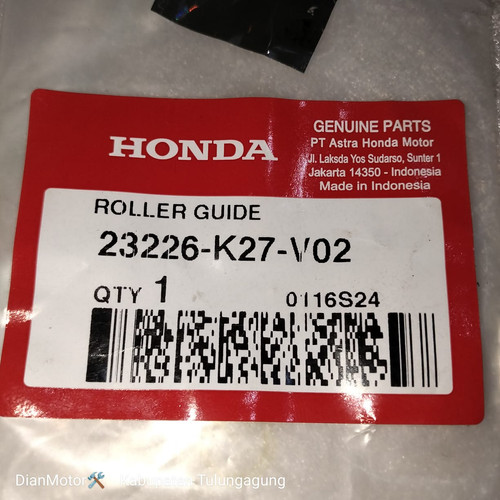 HONDA
GENUINE PARTS
PT Astra Honda Motor
Jl. Laksda Yos Sudarso, Sunter 1
Jakarta 14350 - Indonesia
Made in Indonesia
ROLLER GUIDE
23226-K27-V02
QTY 1 0116S24
DianMotor🛠️ Kabupaten Tulungagung